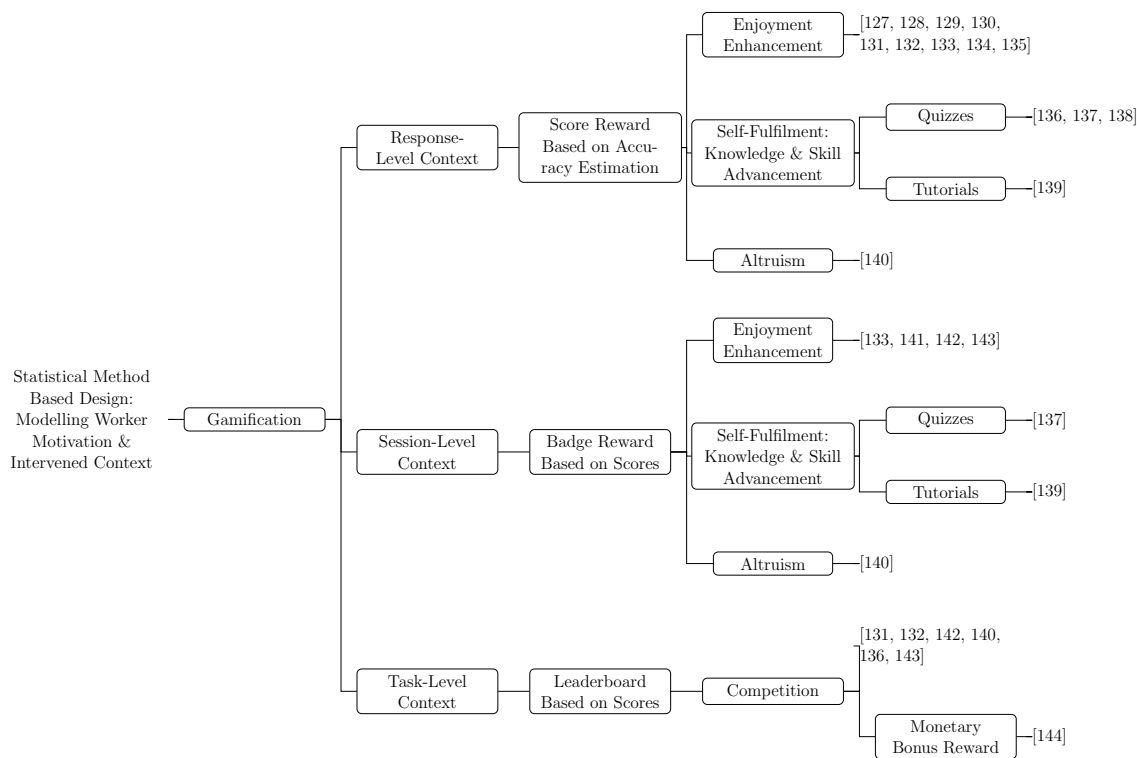 Statistical Method
Based Design:
Modelling Worker
Motivation &
Intervened Context
Gamification
Response-
Level Context
Score Reward
Based on Accu-
racy Estimation
Enjoyment
Enhancement
[127, 128, 129, 130,
131, 132, 133, 134, 135]
Self-Fulfilment:
Knowledge & Skill
Advancement
Quizzes
[136, 137, 138]
Tutorials
[139]
Altruism
[140]
Session-Level
Context
Badge Reward
Based on Scores
Enjoyment
Enhancement
[133, 141, 142, 143]
Self-Fulfilment:
Knowledge & Skill
Advancement
Quizzes
[137]
Tutorials
[139]
Altruism
[140]
Task-Level
Context
Leaderboard
Based on Scores
Competition
[131, 132, 142, 140,
136, 143]
Monetary
Bonus Reward
[144]